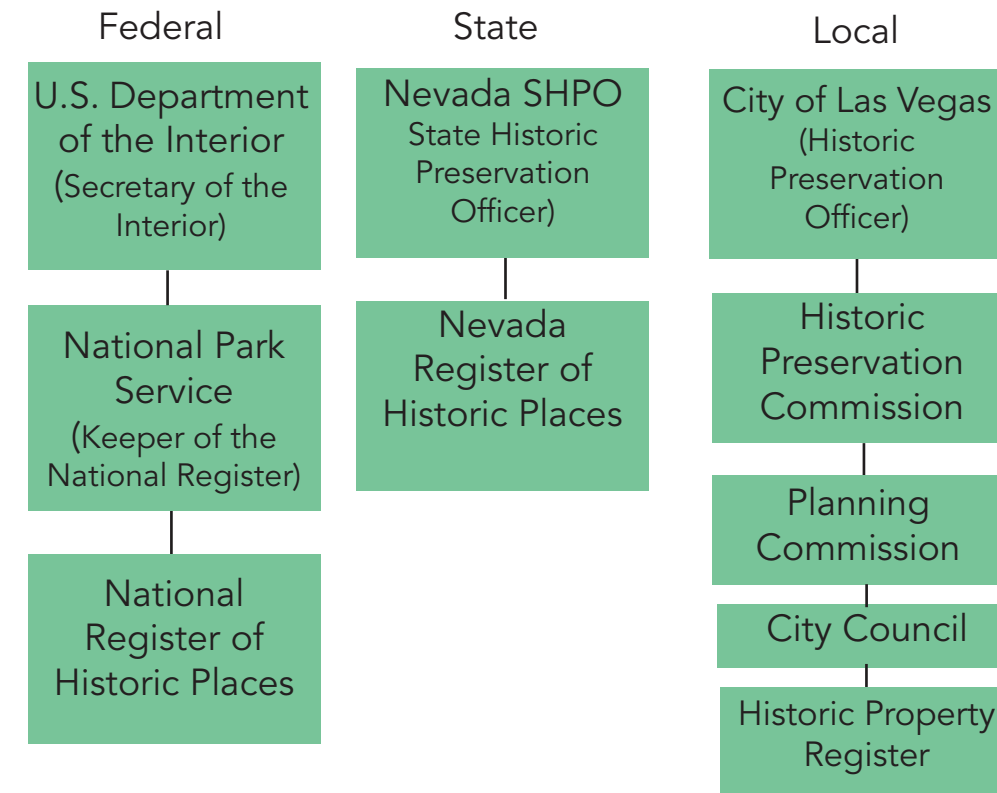 Federal
U.S. Department
of the Interior
(Secretary of the
Interior)
National Park
Service
(Keeper of the
National Register)
National
Register of
Historic Places
State
Nevada SHPO
State Historic
Preservation
Officer)
Nevada
Register of
Historic Places
Local
City of Las Vegas
(Historic
Preservation
Officer)
Historic
Preservation
Commission
Planning
Commission
City Council
Historic Property
Register